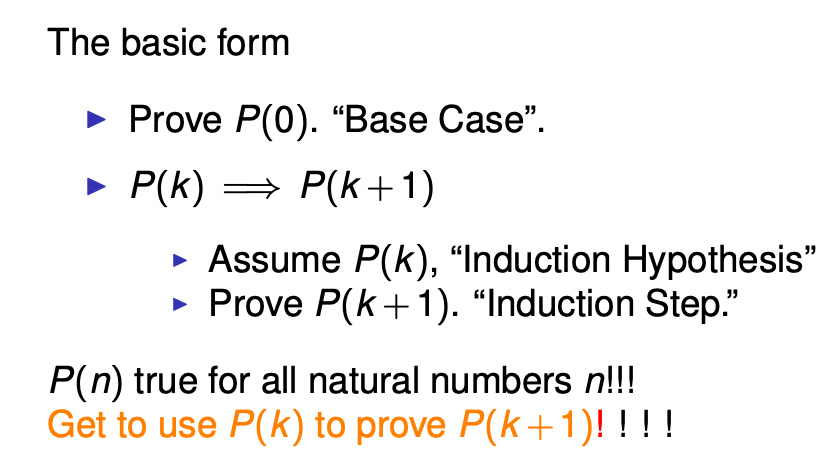 The basic form
▶ Prove P(0). “Base Case”.
▶ P(k) ⟹ P(k+1)
▶ Assume P(k), “Induction Hypothesis”
▶ Prove P(k+1). “Induction Step.”
P(n) true for all natural numbers n!!!
Get to use P(k) to prove P(k+1)! ! ! ! !